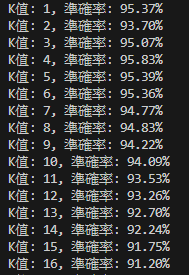 K值: 1, 準確率: 95.37%
K值: 2, 準確率: 93.70%
K值: 3, 準確率: 95.07%
K值: 4, 準確率: 95.83%
K值: 5, 準確率: 95.39%
K值: 6, 準確率: 95.36%
K值: 7, 準確率: 94.77%
K值: 8, 準確率: 94.83%
K值: 9, 準確率: 94.22%
K值: 10, 準確率: 94.09%
K值: 11, 準確率: 93.53%
K值: 12, 準確率: 93.26%
K值: 13, 準確率: 92.70%
K值: 14, 準確率: 92.24%
K值: 15, 準確率: 91.75%
K值: 16, 準確率: 91.20%